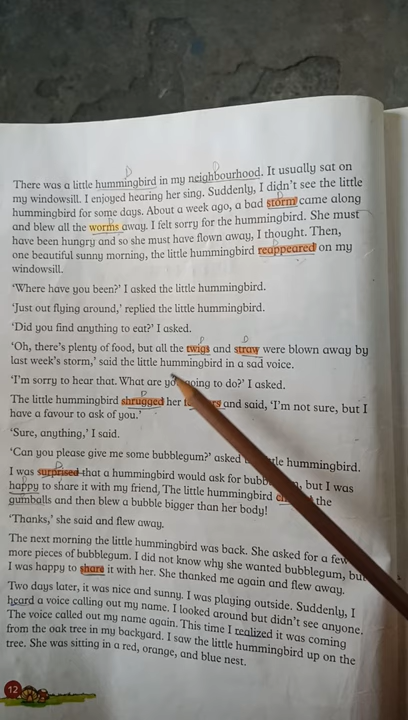 There was a little hummingbird in my neighbourhood. It usually sat on
my windowsill. I enjoyed hearing her sing. Suddenly, I didn't see the little
hummingbird for some days. About a week ago, a bad storm came along
and blew all the worms away. I felt sorry for the hummingbird. She must
have been hungry and so she must have flown away, I thought. Then,
one beautiful sunny morning, the little hummingbird reappeared on my
windowsill.
'Where have you been?' I asked the little hummingbird.
'Just out flying around,' replied the little hummingbird.
'Did you find anything to eat?' I asked.
'Oh, there's plenty of food, but all the twigs and straw were blown away by
last week's storm,' said the little hummingbird in a sad voice.
'I'm sorry to hear that. What are going to do?' I asked.
The little hummingbird shrugged her and said, 'I'm not sure, but I
have a favour to ask of you.'
'Sure, anything,' I said.
'Can you please give me some bubblegum?' asked hummingbird.
I was surprised that a hummingbird would ask for but I was
happy to share it with my friend, The little hummingbird the
gumballs and then blew a bubble bigger than her body!
'Thanks,' she said and flew away.
The next morning the little hummingbird was back. She asked for a few
more pieces of bubblegum. I did not know why she wanted bubblegum, but
I was happy to share it with her. She thanked me again and flew away.
Two days later, it was nice and sunny. I was playing outside. Suddenly, I
heard a voice calling out my name. I looked around but didn't see anyone.
The voice called out my name again. This time I realized it was coming
from the oak tree in my backyard. I saw the little hummingbird up on the
tree. She was sitting in a red, orange, and blue nest.
12